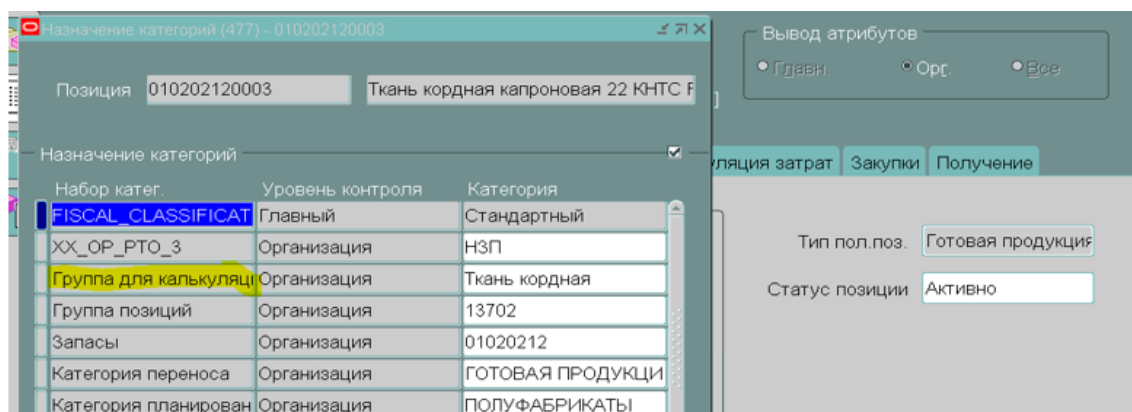 Назначение категорий (477) - 010202120003
Позиция 010202120003 Ткань кордная капроновая 22 КНТС F
Назначение категорий
Набор катег. Уровень контроля Категория
FISCAL_CLASSIFICAT Главный Стандартный
XX_OP_PTO_3 Организация НЗП
Группа для калькуляци Организация Ткань кордная
Группа позиций Организация 13702
Запасы Организация 01020212
Категория переноса Организация ГОТОВАЯ ПРОДУКЦИ
Категория планирован Организация ПОЛУФАБРИКАТЫ
Вывод атрибутов
Главн. Орг. Все
]
ляция затрат Закупки Получение
Тип пол.поз. Готовая продукция
Статус позиции Активно